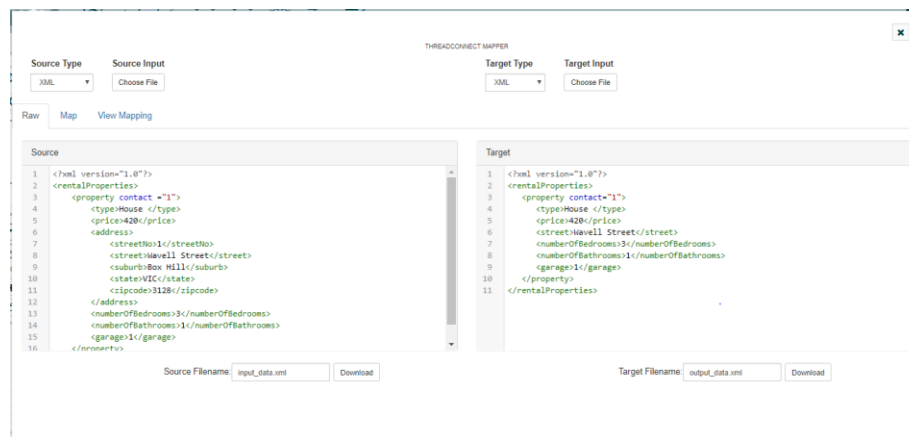 THREADCONNECT MAPPER
Source Type Source Input Target Type Target Input
XML Choose File XML Choose File
Raw Map View Mapping
Source
1 <?xml version="1.0"?>
2 <rentalProperties>
3 <property contact ="1">
4 <type>House </type>
5 <price>420</price>
6 <address>
7 <streetNo>1</streetNo>
8 <street>Wavell Street</street>
9 <suburb>Box Hill</suburb>
10 <state>VIC</state>
11 <zipcode>3128</zipcode>
12 </address>
13 <numberOfBedrooms>3</numberOfBedrooms>
14 <numberOfBathrooms>1</numberOfBathrooms>
15 <garage>1</garage>
16 </property>
Target
1 <?xml version="1.0"?>
2 <rentalProperties>
3 <property contact ="1">
4 <type>House </type>
5 <price>420</price>
6 <street>Wavell Street</street>
7 <numberOfBedrooms>3</numberOfBedrooms>
8 <numberOfBathrooms>1</numberOfBathrooms>
9 <garage>1</garage>
10 </property>
11 </rentalProperties>
Source Filename: input_data.xml Download
Target Filename: output_data.xml Download